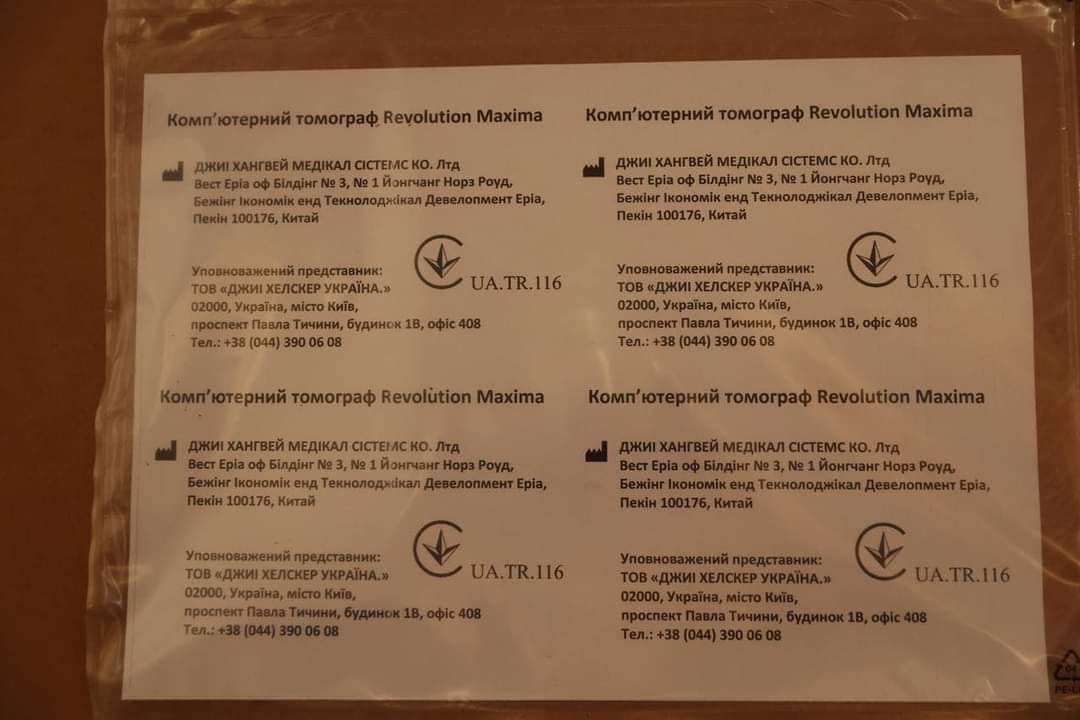 Комп'ютерний томограф Revolution Maxima
ДЖИІ ХАНГВЕЙ МЕДІКАЛ СІСТЕМС КО. Лтд
Вест Еріа оф Білдінг № 3, № 1 Йонгчанг Норз Роуд,
Бежінг Ікономік енд Текнолоджікал Девелопмент Еріа,
Пекін 100176, Китай
UA.TR.116
Уповноважений представник:
ТОВ «ДЖИІ ХЕЛСКЕР УКРАЇНА.»
02000, Україна, місто Київ,
проспект Павла Тичини, будинок 1В, офіс 408
Тел.: +38 (044) 390 06 08
Комп'ютерний томограф Revolution Maxima
ДЖИІ ХАНГВЕЙ МЕДІКАЛ СІСТЕМС КО. Лтд
Вест Еріа оф Білдінг № 3, № 1 Йонгчанг Норз Роуд,
Бежінг Ікономік енд Текнолоджікал Девелопмент Еріа,
Пекін 100176, Китай
UA.TR.116
Уповноважений представник:
ТОВ «ДЖИІ ХЕЛСКЕР УКРАЇНА.»
02000, Україна, місто Київ,
проспект Павла Тичини, будинок 1В, офіс 408
Тел.: +38 (044) 390 06 08
Комп'ютерний томограф Revolution Maxima
ДЖИІ ХАНГВЕЙ МЕДІКАЛ СІСТЕМС КО. Лтд
Вест Еріа оф Білдінг № 3, № 1 Йонгчанг Норз Роуд,
Бежінг Ікономік енд Текнолоджікал Девелопмент Еріа,
Пекін 100176, Китай
UA.TR.116
Уповноважений представник:
ТОВ «ДЖИІ ХЕЛСКЕР УКРАЇНА.»
02000, Україна, місто Київ,
проспект Павла Тичини, будинок 1В, офіс 408
Тел.: +38 (044) 390 06 08
Комп'ютерний томограф Revolution Maxima
ДЖИІ ХАНГВЕЙ МЕДІКАЛ СІСТЕМС КО. Лтд
Вест Еріа оф Білдінг № 3, № 1 Йонгчанг Норз Роуд,
Бежінг Ікономік енд Текнолоджікал Девелопмент Еріа,
Пекін 100176, Китай
UA.TR.116
Уповноважений представник:
ТОВ «ДЖИІ ХЕЛСКЕР УКРАЇНА.»
02000, Україна, місто Київ,
проспект Павла Тичини, будинок 1В, офіс 408
Тел.: +38 (044) 390 06 08